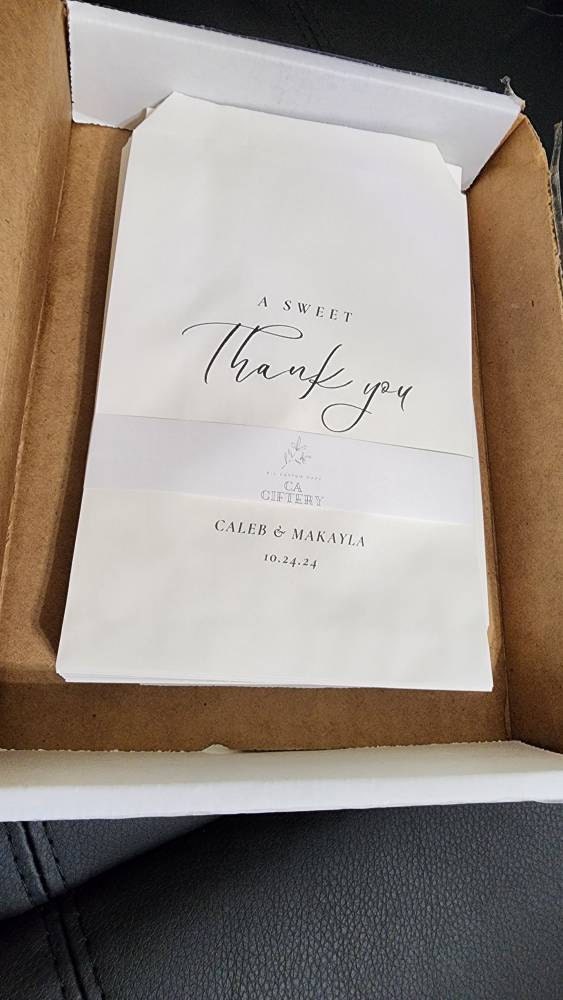 A SWEET
Thank you
CA
GIFTERY
CALEB & MAKAYLA
10.24.24